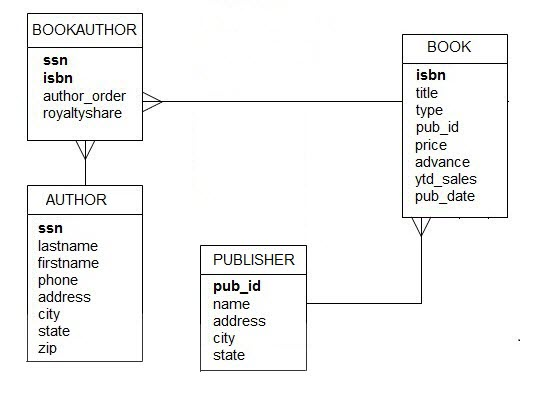 BOOKAUTHOR
ssn
isbn
author_order
royaltyshare
BOOK
isbn
title
type
pub_id
price
advance
ytd_sales
pub_date
AUTHOR
ssn
lastname
firstname
phone
address
city
state
zip
PUBLISHER
pub_id
name
address
city
state